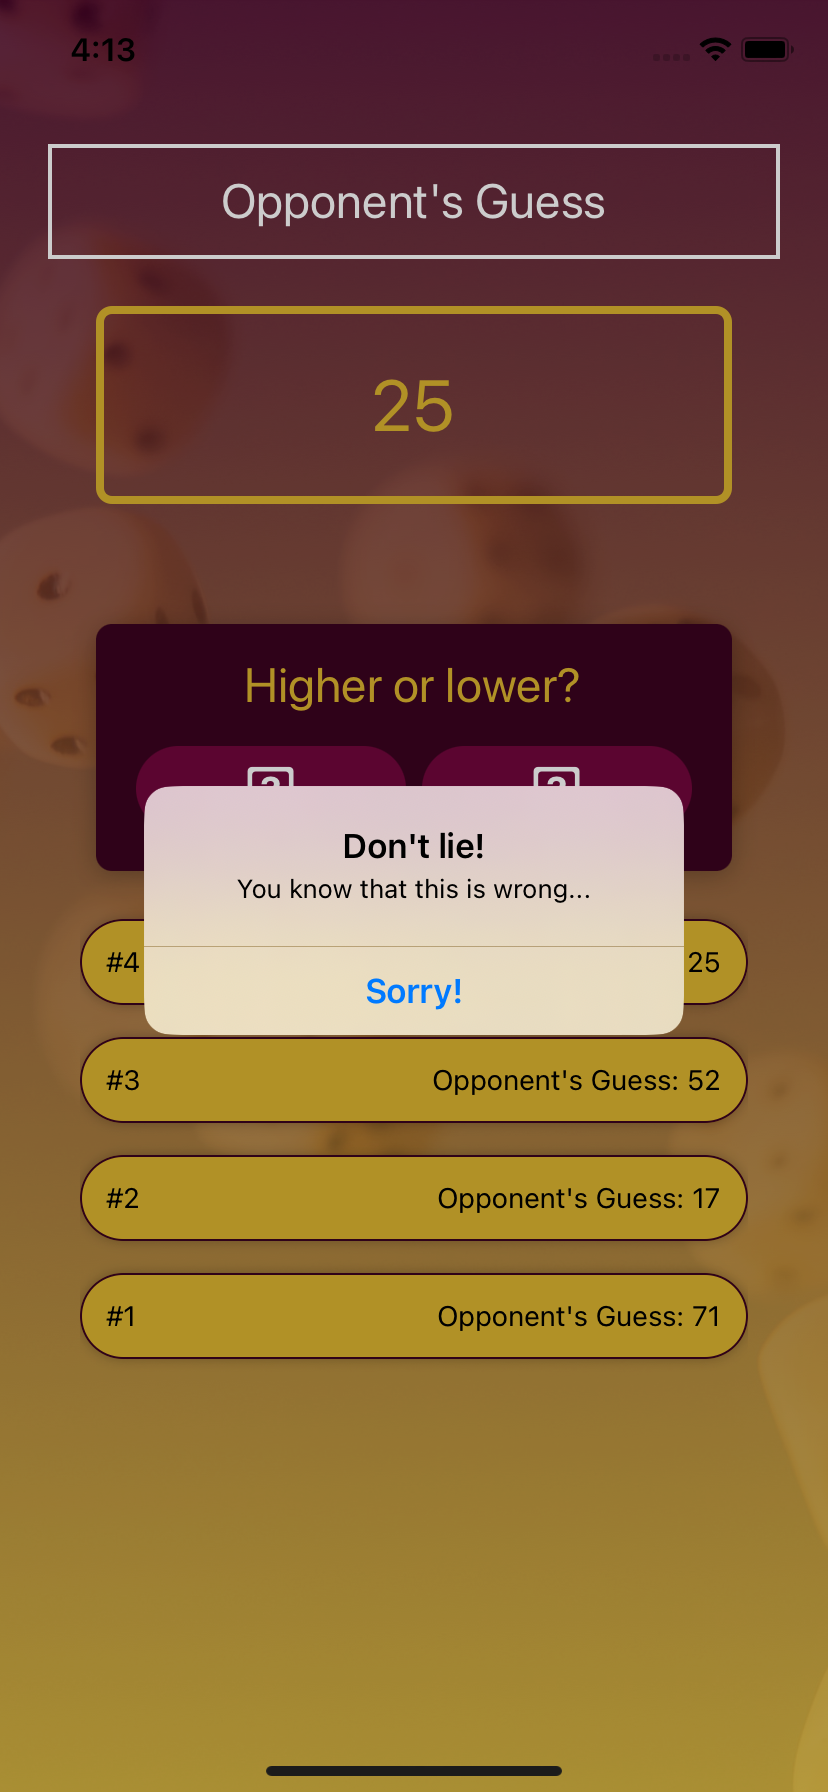 4:13
Opponent's Guess
25
Higher or lower?
Don't lie!
You know that this is wrong...
Sorry!
#4 25
#3 Opponent's Guess: 52
#2 Opponent's Guess: 17
#1 Opponent's Guess: 71